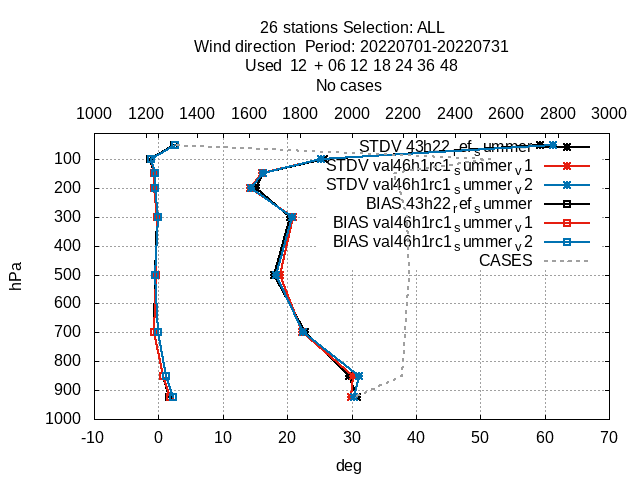 26 stations Selection: ALL
Wind direction  Period: 20220701-20220731
Used  12  + 06 12 18 24 36 48
No cases
1000 1200 1400 1600 1800 2000 2200 2400 2600 2800 3000
STDV 43h22_ref_summer
STDV val46h1rc1_summer_v1
STDV val46h1rc1_summer_v2
BIAS 43h22_ref_summer
BIAS val46h1rc1_summer_v1
BIAS val46h1rc1_summer_v2
CASES
100
200
300
400
500
600
700
800
900
1000
hPa
-10 0 10 20 30 40 50 60 70
deg